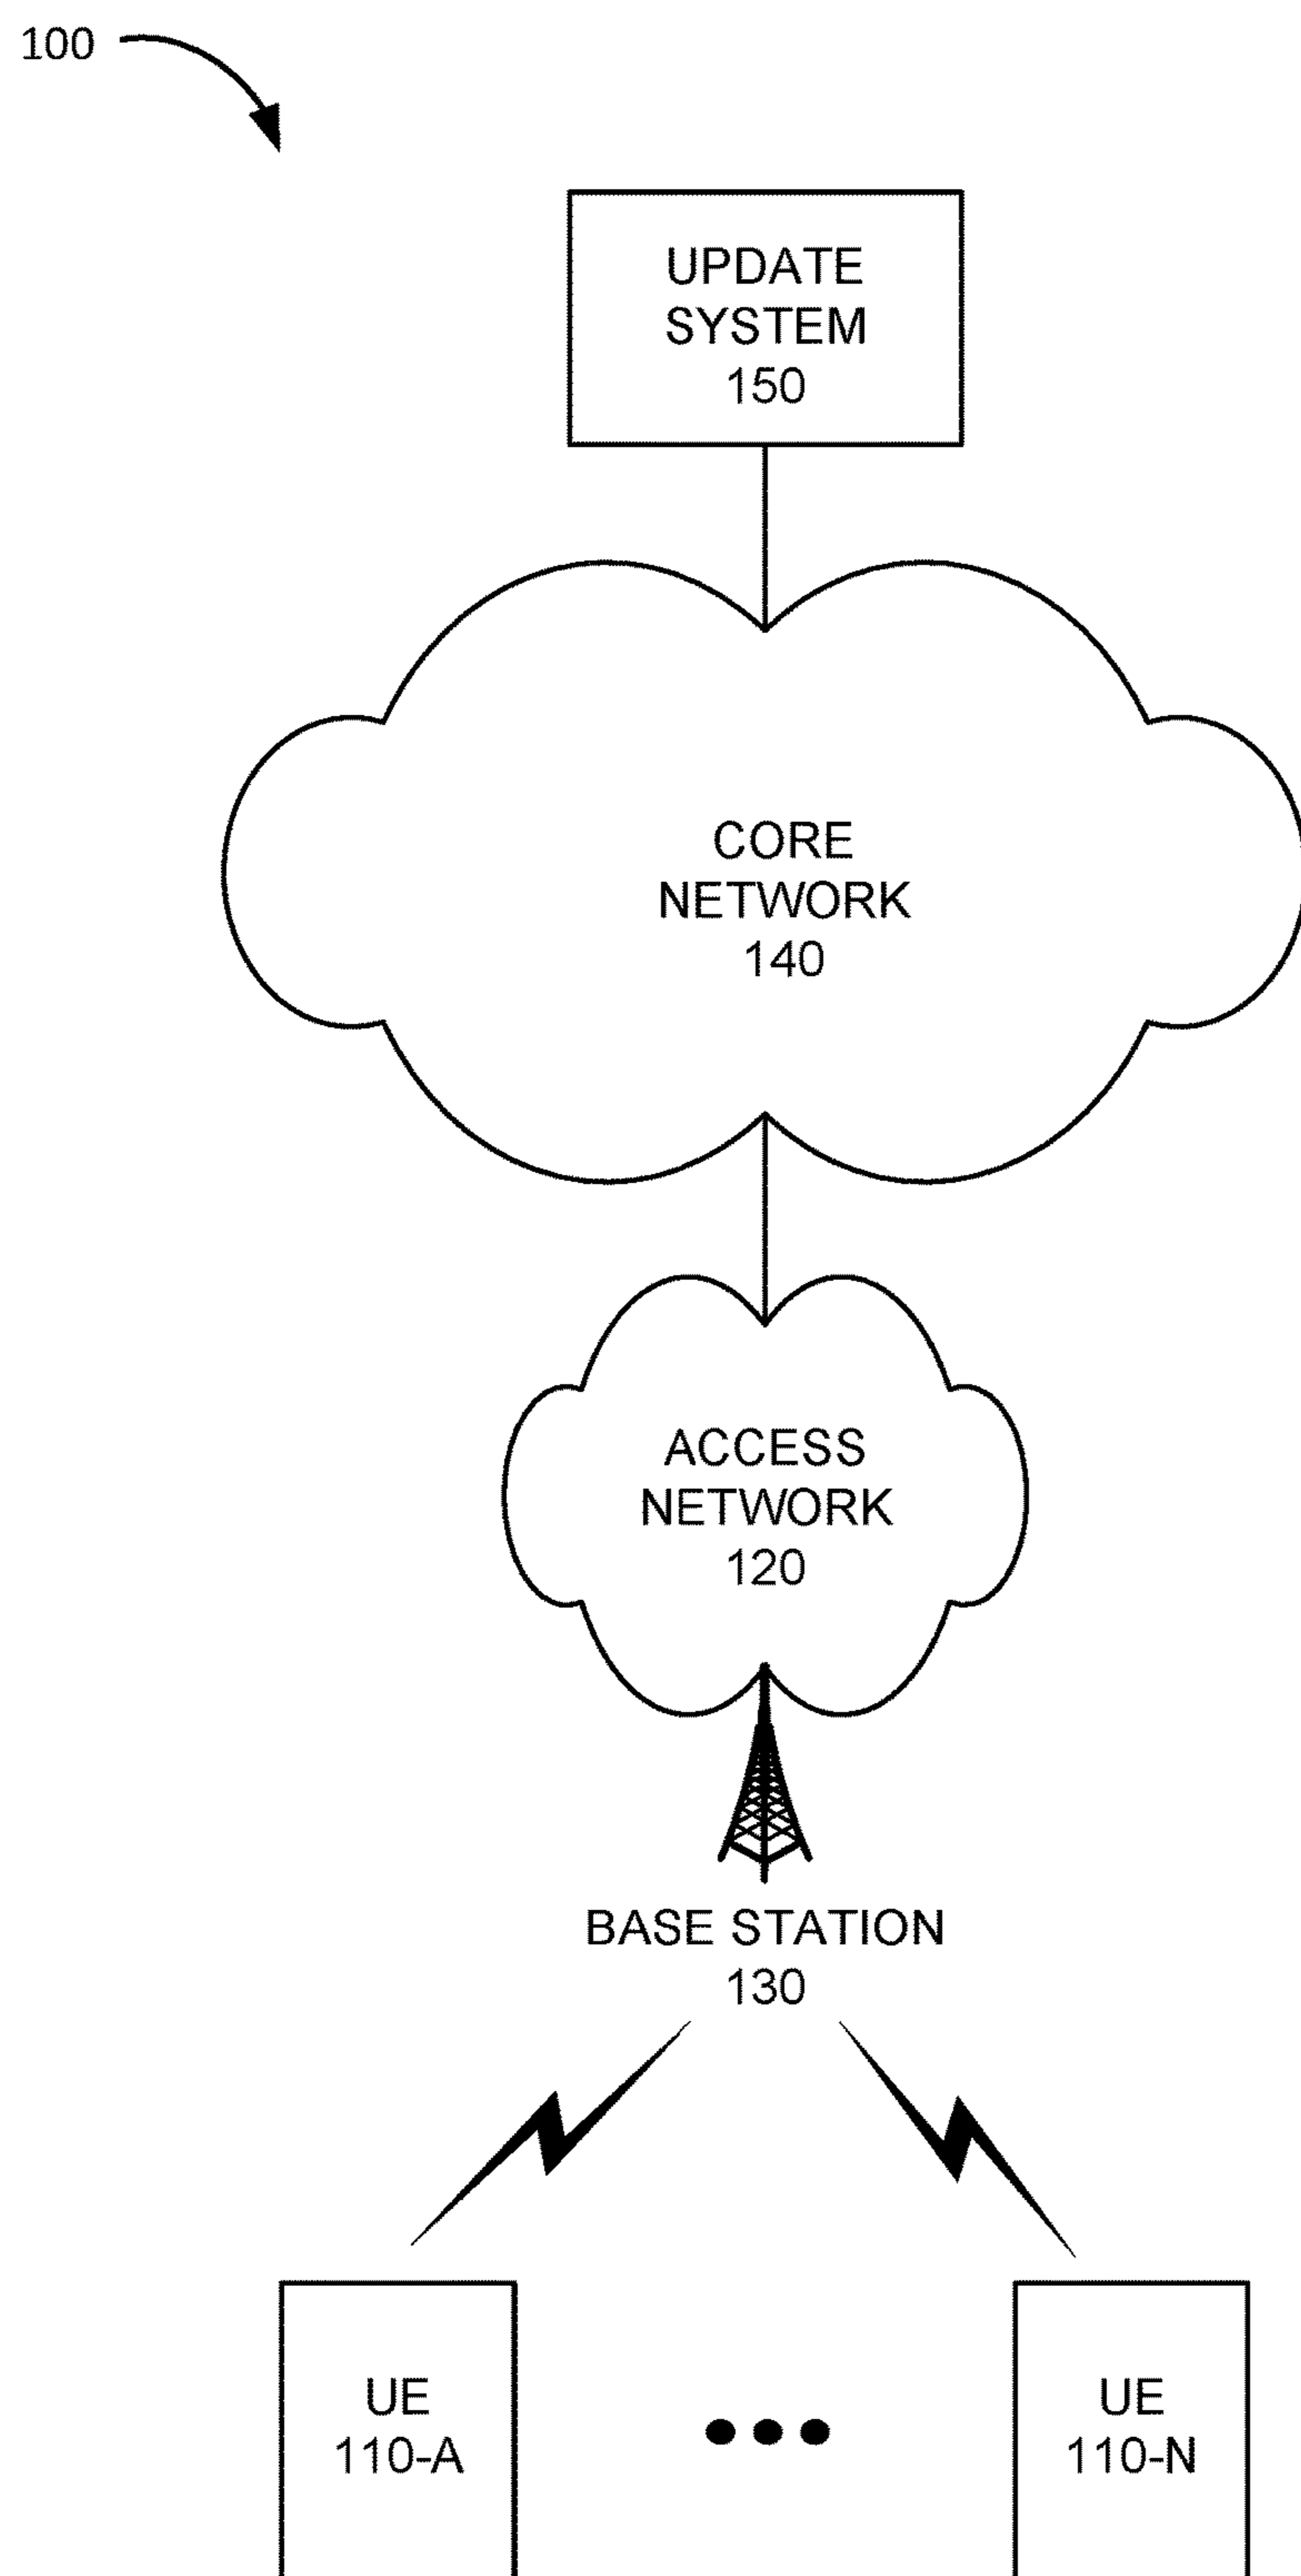 100
UPDATE
SYSTEM
150
CORE
NETWORK
140
ACCESS
NETWORK
120
BASE STATION
130
UE
110-A
UE
110-N